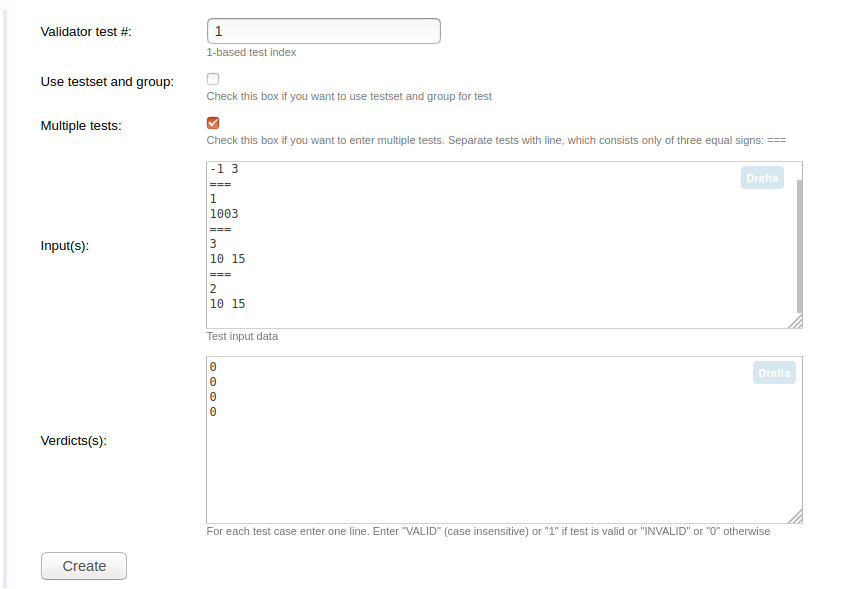 Validator test #:
1
1-based test index
Use testset and group:
Check this box if you want to use testset and group for test
Multiple tests:
Check this box if you want to enter multiple tests. Separate tests with line, which consists only of three equal signs: ===
Input(s):
-1 3
===
1
1003
===
3
10 15
===
2
10 15
Drafts
Test input data
Verdicts(s):
0
0
0
0
Drafts
For each test case enter one line. Enter "VALID" (case insensitive) or "1" if test is valid or "INVALID" or "0" otherwise
Create